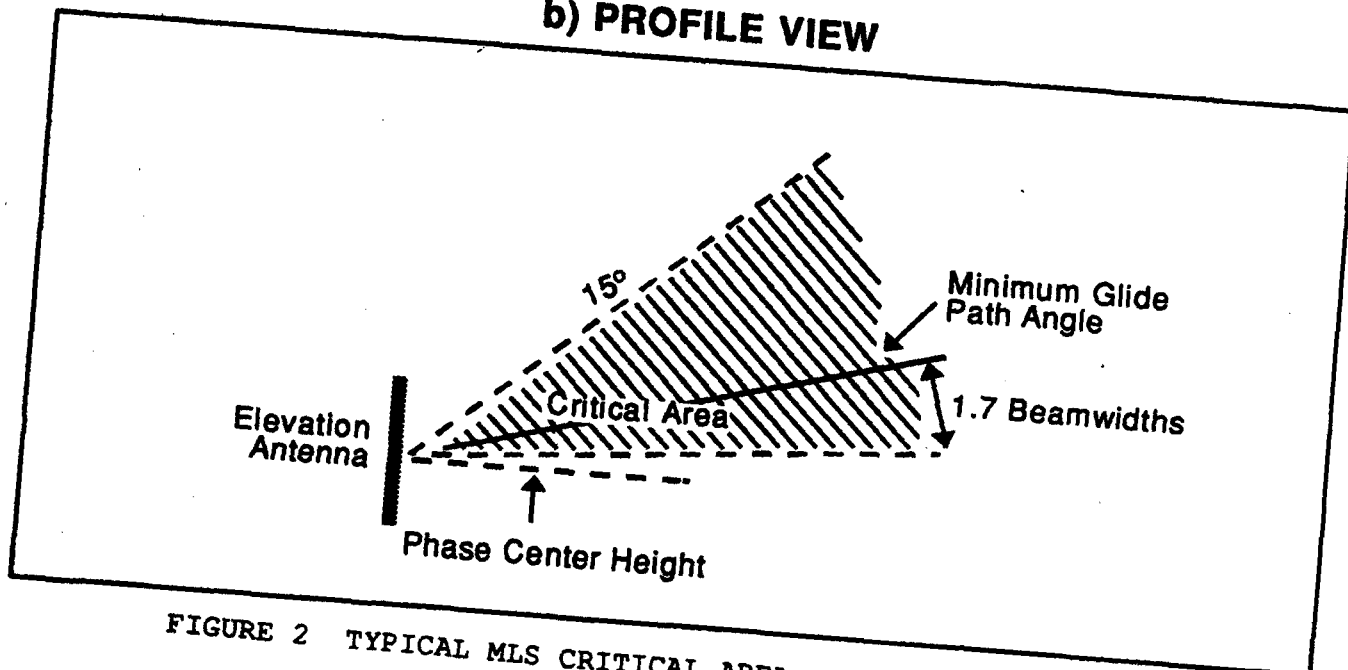 b) PROFILE VIEW
15°
Minimum Glide
Path Angle
Elevation
Antenna
Critical Area
1.7 Beamwidths
Phase Center Height
FIGURE 2 TYPICAL MLS CRITICAL